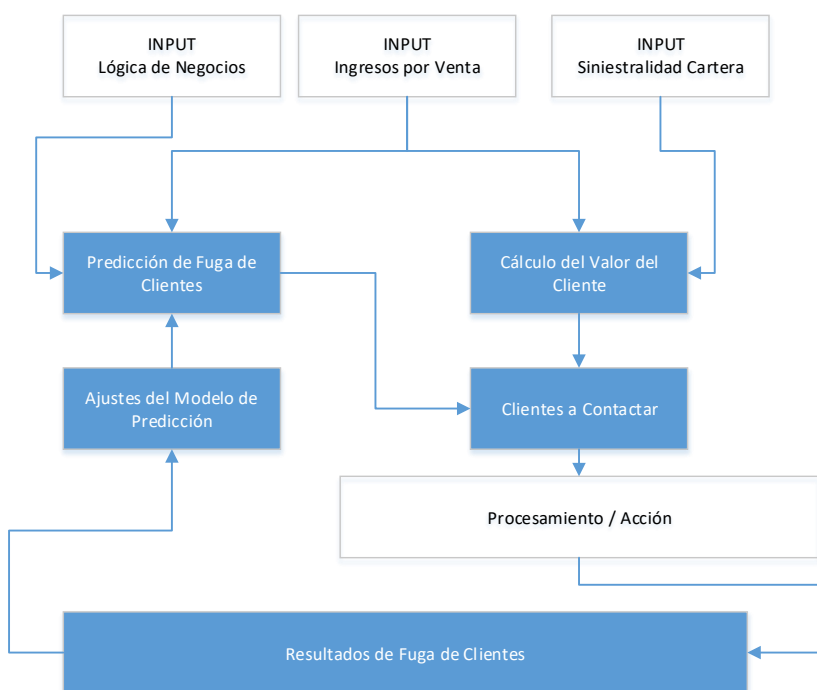 INPUT
Lógica de Negocios
INPUT
Ingresos por Venta
INPUT
Siniestralidad Cartera
Predicción de Fuga de
Clientes
Cálculo del Valor del
Cliente
Ajustes del Modelo de
Predicción
Clientes a Contactar
Procesamiento / Acción
Resultados de Fuga de Clientes